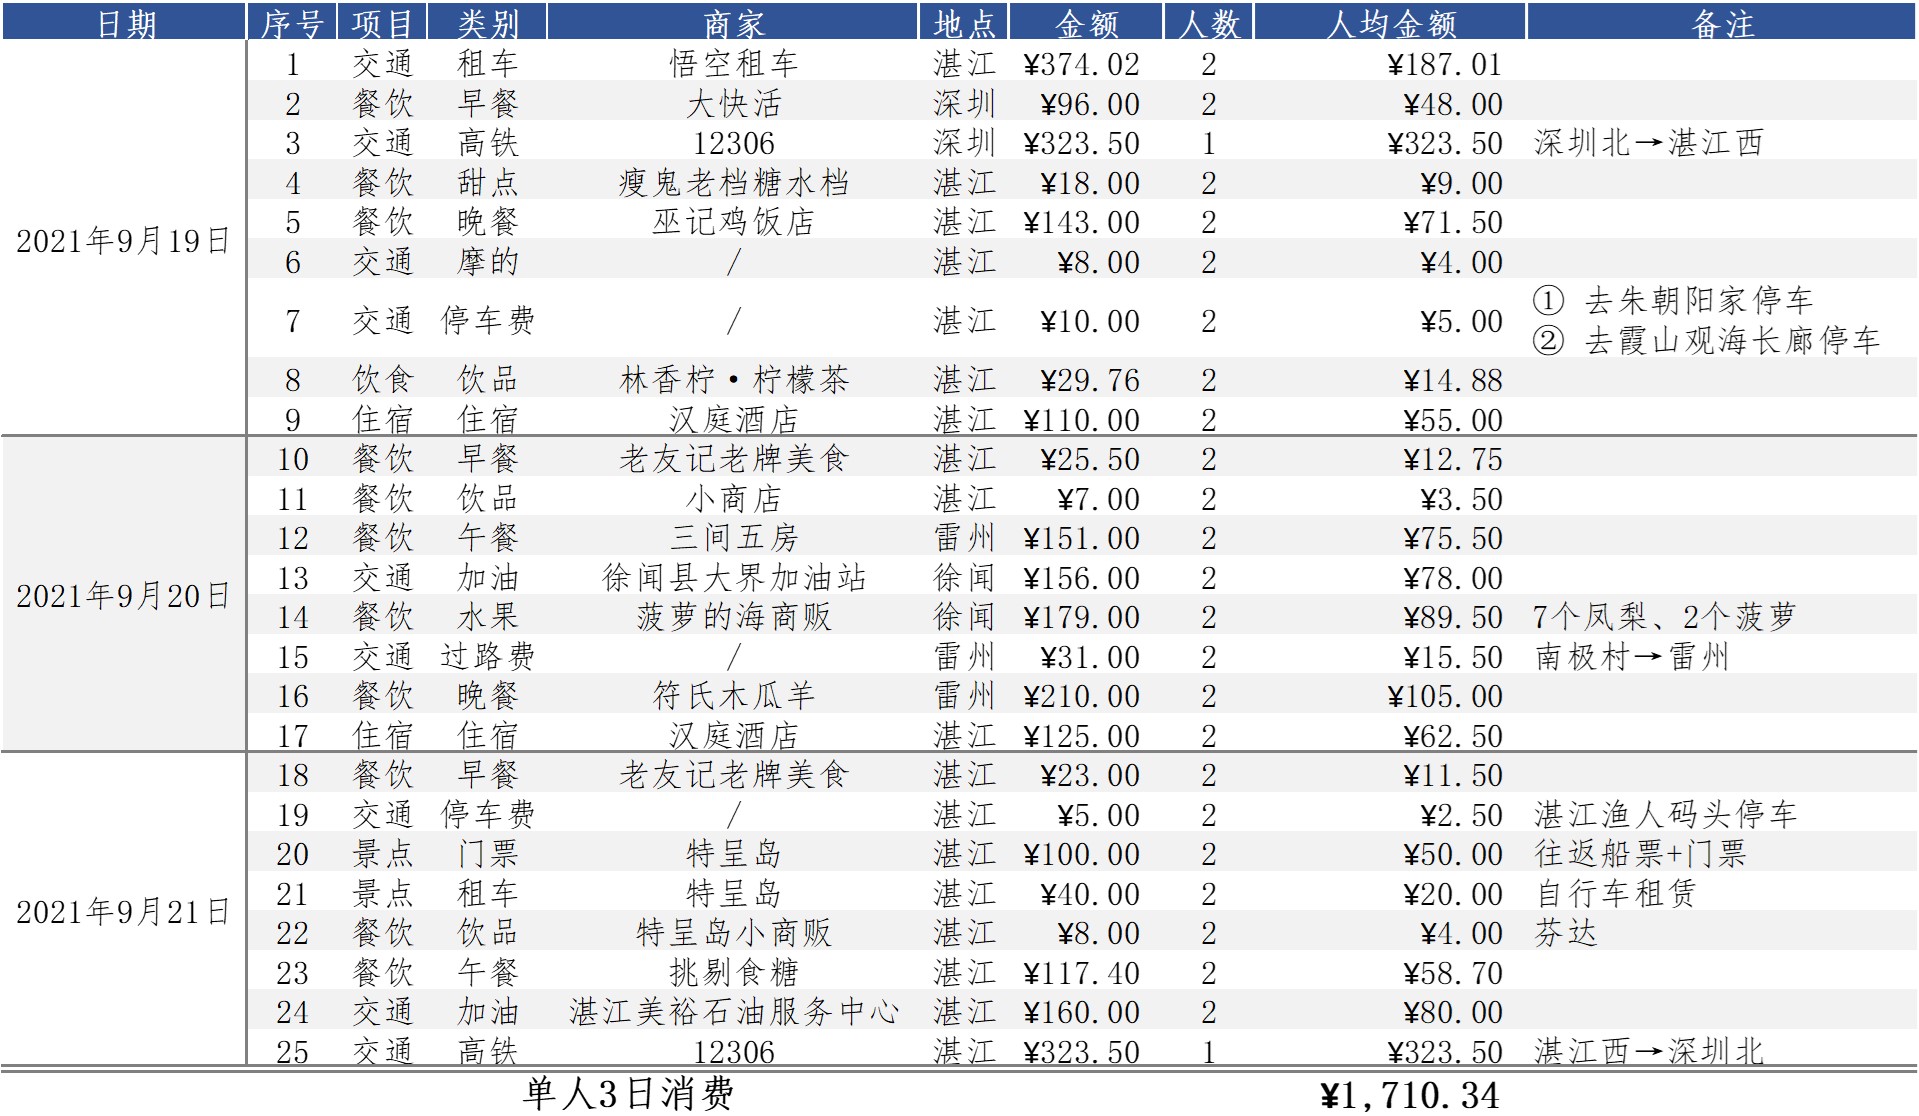 日期 序号 项目 类别 商家 地点 金额 人数 人均金额 备注
2021年9月19日
1 交通 租车 悟空租车 湛江 ¥374.02 2 ¥187.01
2 餐饮 早餐 大快活 深圳 ¥96.00 2 ¥48.00
3 交通 高铁 12306 深圳 ¥323.50 1 ¥323.50 深圳北→湛江西
4 餐饮 甜点 瘦鬼老档糖水档 湛江 ¥18.00 2 ¥9.00
5 餐饮 晚餐 巫记鸡饭店 湛江 ¥143.00 2 ¥71.50
6 交通 摩的 / 湛江 ¥8.00 2 ¥4.00
7 交通 停车费 / 湛江 ¥10.00 2 ¥5.00 ① 去朱朝阳家停车
② 去霞山观海长廊停车
8 饮食 饮品 林香柠·柠檬茶 湛江 ¥29.76 2 ¥14.88
9 住宿 住宿 汉庭酒店 湛江 ¥110.00 2 ¥55.00
2021年9月20日
10 餐饮 早餐 老友记老牌美食 湛江 ¥25.50 2 ¥12.75
11 餐饮 饮品 小商店 湛江 ¥7.00 2 ¥3.50
12 餐饮 午餐 三间五房 雷州 ¥151.00 2 ¥75.50
13 交通 加油 徐闻县大界加油站 徐闻 ¥156.00 2 ¥78.00
14 餐饮 水果 菠萝的海商贩 徐闻 ¥179.00 2 ¥89.50 7个凤梨、2个菠萝
15 交通 过路费 / 雷州 ¥31.00 2 ¥15.50 南极村→雷州
16 餐饮 晚餐 符氏木瓜羊 雷州 ¥210.00 2 ¥105.00
17 住宿 住宿 汉庭酒店 湛江 ¥125.00 2 ¥62.50
2021年9月21日
18 餐饮 早餐 老友记老牌美食 湛江 ¥23.00 2 ¥11.50
19 交通 停车费 / 湛江 ¥5.00 2 ¥2.50 湛江渔人码头停车
20 景点 门票 特呈岛 湛江 ¥100.00 2 ¥50.00 往返船票+门票
21 景点 租车 特呈岛 湛江 ¥40.00 2 ¥20.00 自行车租赁
22 餐饮 饮品 特呈岛小商贩 湛江 ¥8.00 2 ¥4.00 芬达
23 餐饮 午餐 挑剔食糖 湛江 ¥117.40 2 ¥58.70
24 交通 加油 湛江美裕石油服务中心 湛江 ¥160.00 2 ¥80.00
25 交通 高铁 12306 湛江 ¥323.50 1 ¥323.50 湛江西→深圳北
单人3日消费 ¥1,710.34